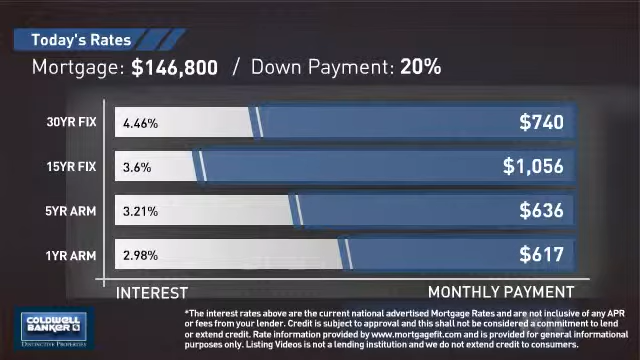 Today's Rates
Mortgage: $146,800 / Down Payment: 20%
30YR FIX 4.46% $740
15YR FIX 3.6% $1,056
5YR ARM 3.21% $636
1YR ARM 2.98% $617
INTEREST MONTHLY PAYMENT
*The interest rates above are the current national advertised Mortgage Rates and are not inclusive of any APR
or fees from your lender. Credit is subject to approval and this shall not be considered a commitment to lend
or extend credit. Rate information provided by www.mortgagefit.com and is provided for general informational
purposes only. Listing Videos is not a lending institution and we do not extend credit to consumers.
COLDWELL
BANKER
DISTINCTIVE PROPERTIES